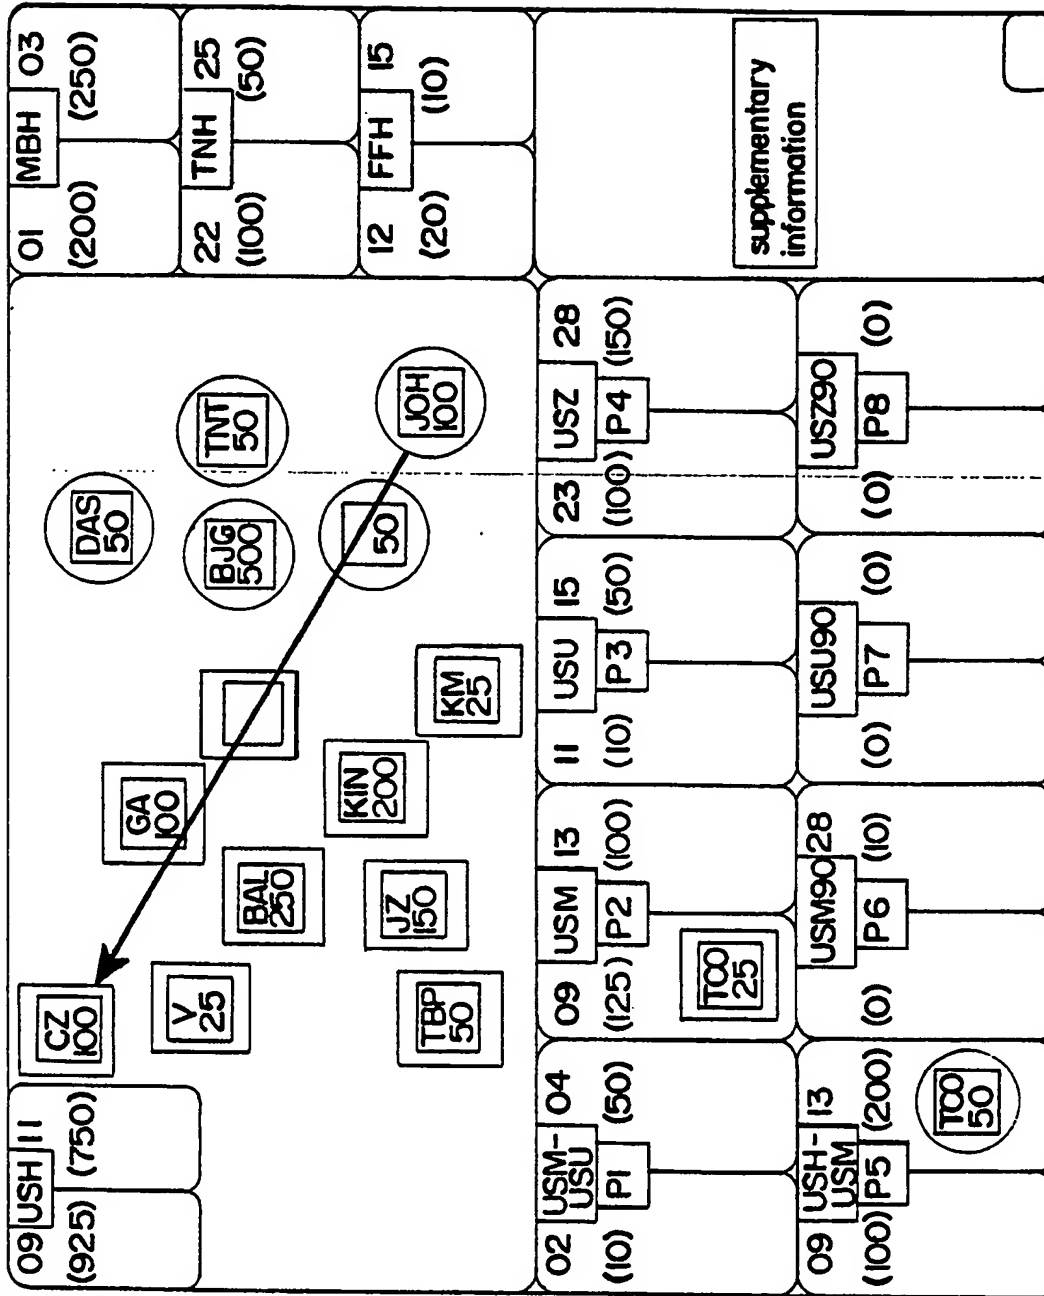 09 USH 11
(925) (750)
CZ
100
V
25
TBP
50
GA
100
BAL
250
JZ
150
KIN
200
KM
25
DAS
50
BJG
500
TNT
50
50
JOH
100
01 MBH 03
(200) (250)
22 TNH 25
(100) (50)
12 FFH 15
(20) (10)
02 USM- 04
USU
(10) P1 (50)
09 USM 13
(125) P2 (100)
TCO
25
11 USU 15
(10) P3 (50)
23 USZ 28
(100) P4 (150)
09 USH- 13
USM
(100) P5 (200)
TCO
50
USM90 28
(0) P6 (10)
USU90
(0) P7 (0)
USZ90
(0) P8 (0)
supplementary
information